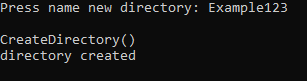 Press name new directory: Example123
CreateDirectory()
directory created